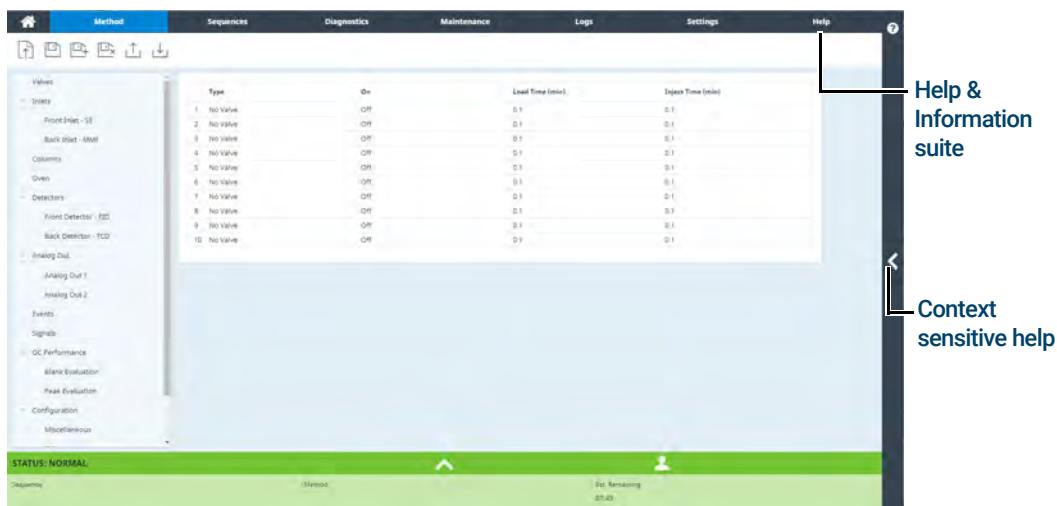 Method Sequences Diagnostics Maintenance Logs Settings Help
Help &
Information
suite
Valves
Inlets
Front Inlet - SS
Back Inlet - MMI
Columns
Oven
Detectors
Front Detector - FID
Back Detector - TCD
Analog Out
Analog Out 1
Analog Out 2
Events
Signals
GC Performance
Blank Evaluation
Peak Evaluation
Configuration
Miscellaneous
Type On Load Time (min) Inject Time (min)
1 No Valve Off 0.1 0.1
2 No Valve Off 0.1 0.1
3 No Valve Off 0.1 0.1
4 No Valve Off 0.1 0.1
5 No Valve Off 0.1 0.1
6 No Valve Off 0.1 0.1
7 No Valve Off 0.1 0.1
8 No Valve Off 0.1 0.1
9 No Valve Off 0.1 0.1
10 No Valve Off 0.1 0.1
Context
sensitive help
STATUS: NORMAL
Sequence Method Est. Remaining